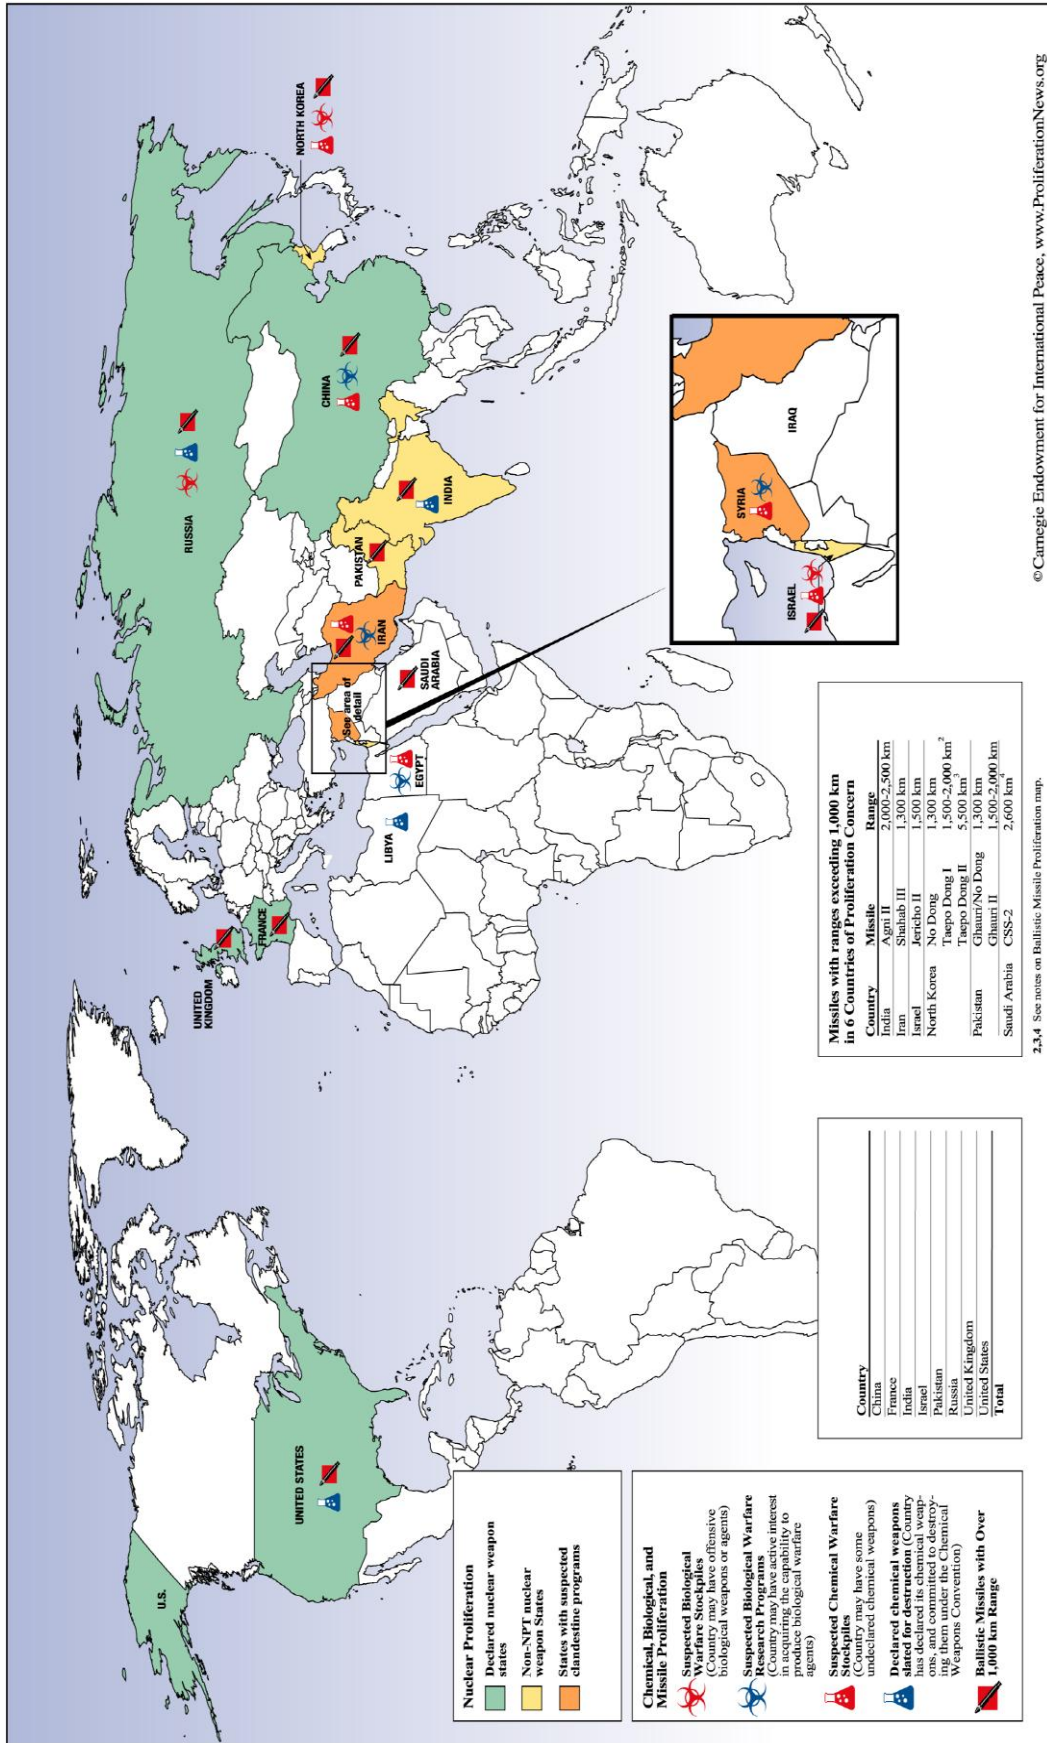 U.S.
UNITED STATES
UNITED
KINGDOM
FRANCE
RUSSIA
CHINA
NORTH KOREA
PAKISTAN
INDIA
IRAN
See area of
detail
SAUDI
ARABIA
EGYPT
LIBYA
SYRIA
IRAQ
ISRAEL
Nuclear Proliferation
Declared nuclear weapon
states
Non-NPT nuclear
weapon States
States with suspected
clandestine programs
Chemical, Biological, and
Missile Proliferation
Suspected Biological
Warfare Stockpiles
(Country may have offensive
biological weapons or agents)
Suspected Biological Warfare
Research Programs
(Country may have active interest
in acquiring the capability to
produce biological warfare
agents)
Suspected Chemical Warfare
Stockpiles
(Country may have some
undeclared chemical weapons)
Declared chemical weapons
slated for destruction (Country
has declared its chemical weap-
ons, and committed to destroy-
ing them under the Chemical
Weapons Convention)
Ballistic Missiles with Over
1,000 km Range
Country
China
France
India
Israel
Pakistan
Russia
United Kingdom
United States
Total
Missiles with ranges exceeding 1,000 km
in 6 Countries of Proliferation Concern
Country Missile Range
India Agni II 2,000-2,500 km
Iran Shahab III 1,300 km
Israel Jericho II 1,500 km
North Korea No Dong 1,300 km
Taepo Dong I 1,500-2,000 km2
Taepo Dong II 5,500 km3
Pakistan Ghauri/No Dong 1,300 km
Ghauri II 1,500-2,000 km
Saudi Arabia CSS-2 2,600 km4
2,3,4 See notes on Ballistic Missile Proliferation map.
©Carnegie Endowment for International Peace, www.ProliferationNews.org